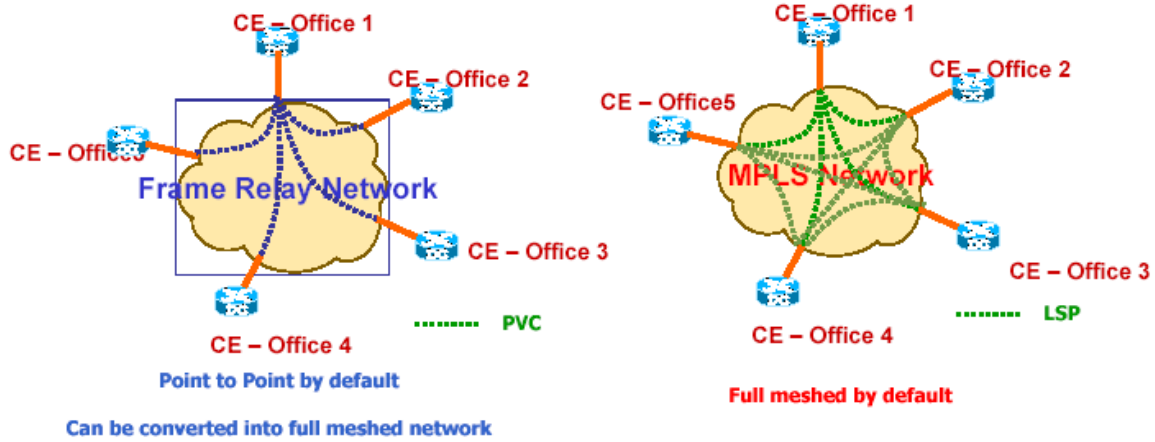 CE – Office 1
CE – Office 2
CE – Office5
Frame Relay Network
CE – Office 3
CE – Office 4
PVC
Point to Point by default
Can be converted into full meshed network
CE – Office 1
CE – Office 2
CE – Office5
MPLS Network
CE – Office 3
CE – Office 4
LSP
Full meshed by default